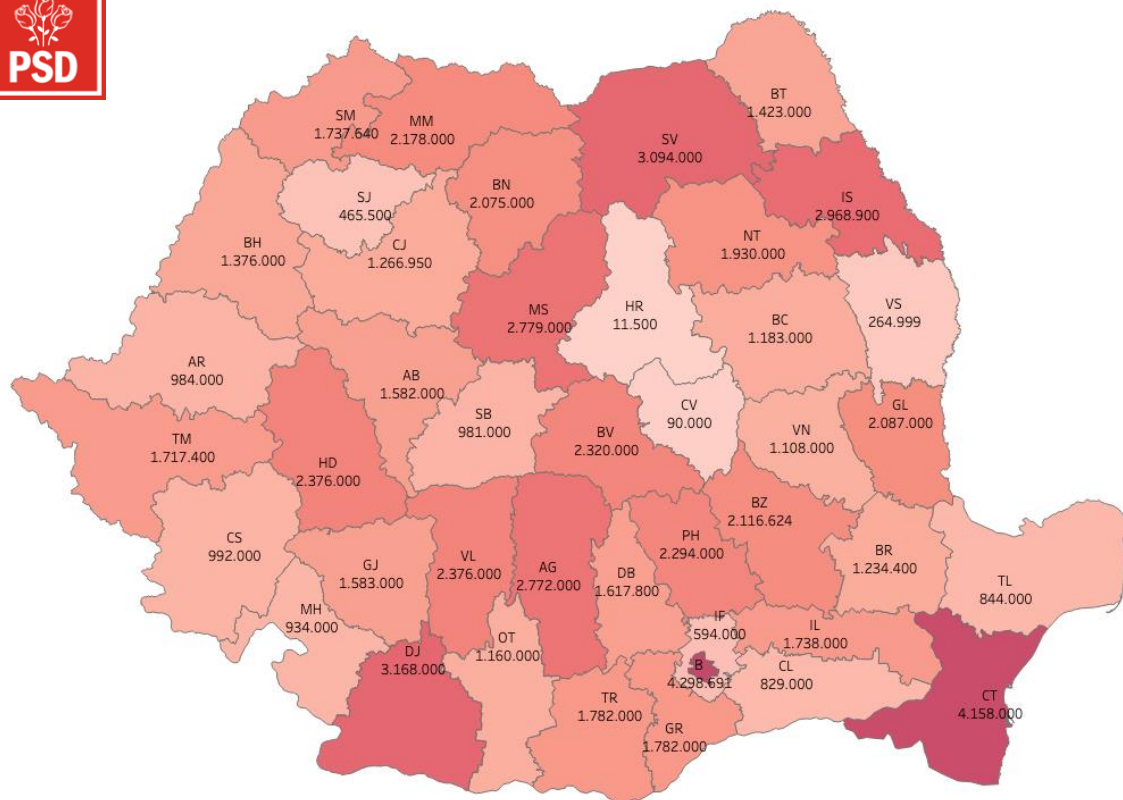 PSD
BT
1.423.000
SM
1.737.640
MM
2.178.000
SV
3.094.000
BN
2.075.000
SJ
465.500
IS
2.968.900
BH
1.376.000
CJ
1.266.950
NT
1.930.000
MS
2.779.000
HR
11.500
VS
264.999
BC
1.183.000
AR
984.000
AB
1.582.000
SB
981.000
CV
90.000
GL
2.087.000
TM
1.717.400
BV
2.320.000
VN
1.108.000
HD
2.376.000
BZ
2.116.624
CS
992.000
GJ
1.583.000
VL
2.376.000
AG
2.772.000
DB
1.617.800
PH
2.294.000
BR
1.234.400
TL
844.000
MH
934.000
IF
594.000
IL
1.738.000
OT
1.160.000
DJ
3.168.000
B
4.298.691
CL
829.000
TR
1.782.000
CT
4.158.000
GR
1.782.000